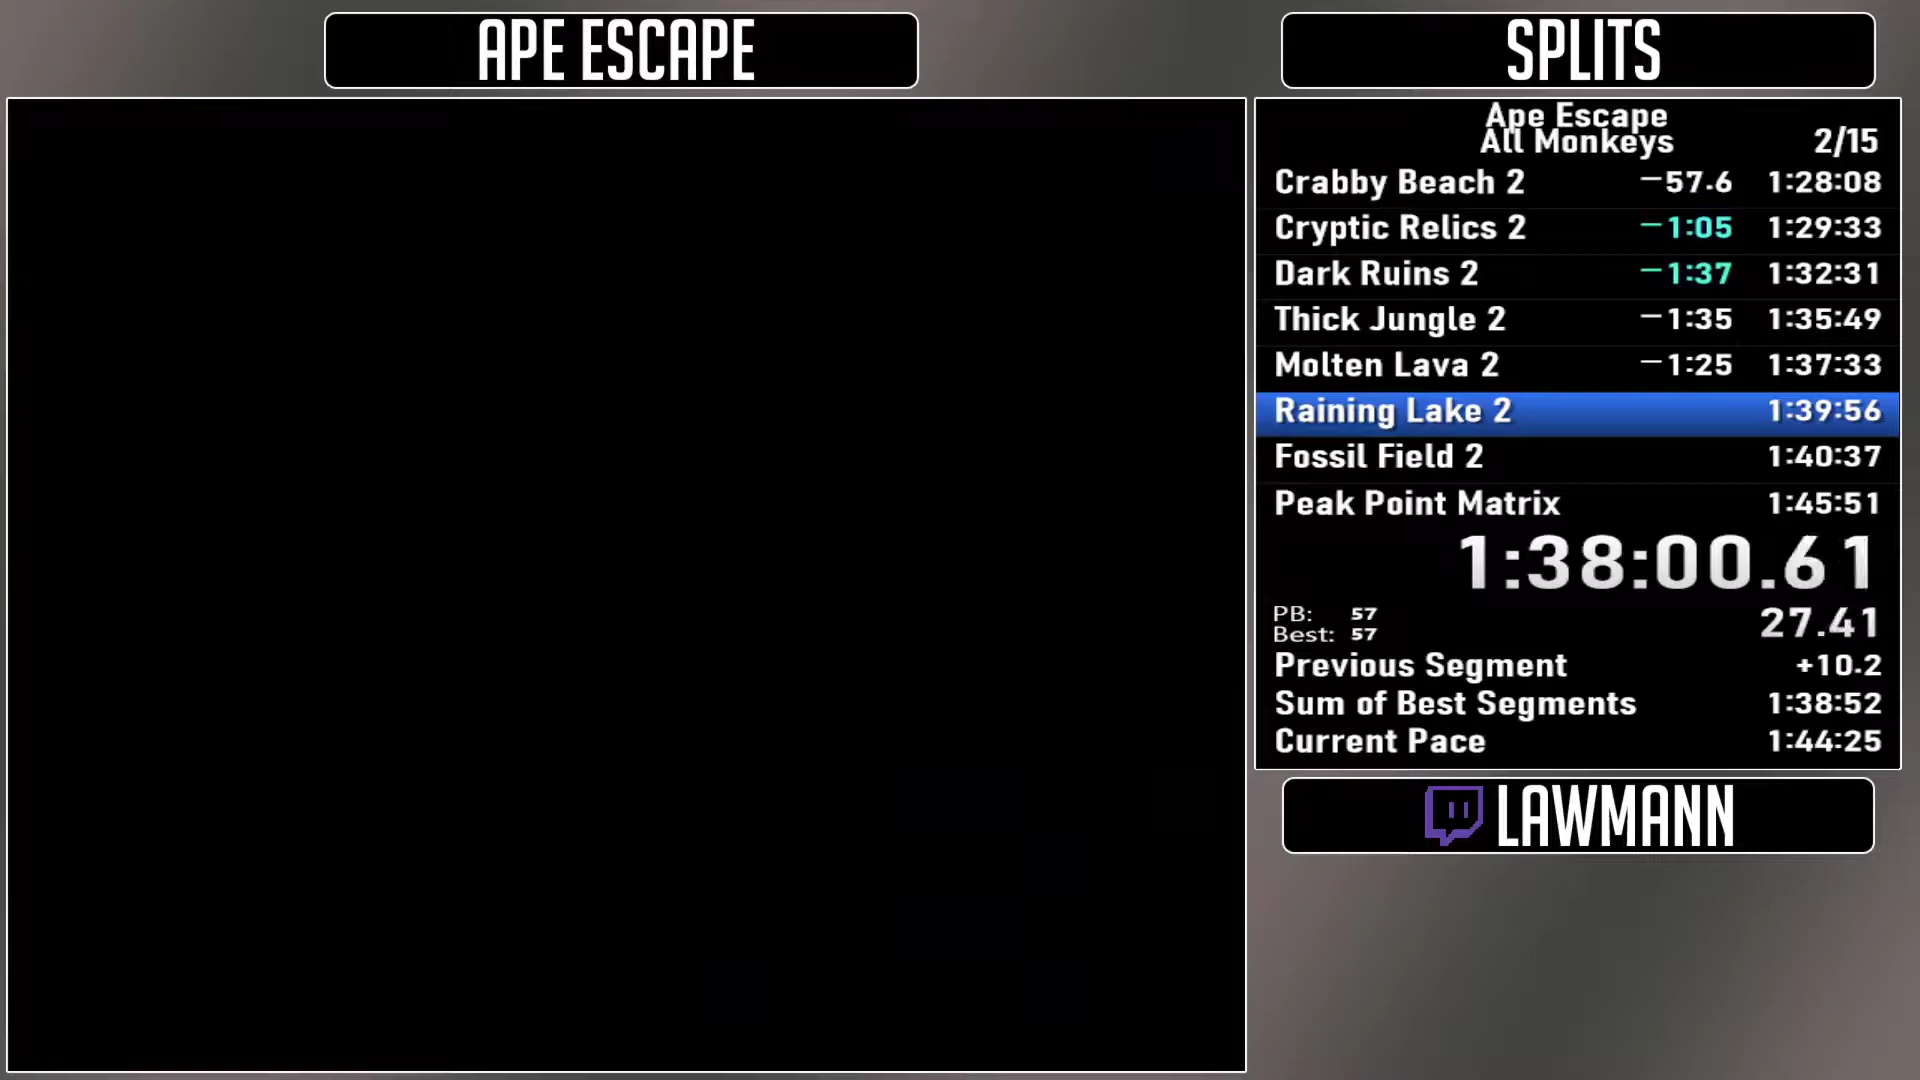 APE ESCAPE
SPLITS
Ape Escape
All Monkeys 2/15
Crabby Beach 2 −57.6 1:28:08
Cryptic Relics 2 −1:05 1:29:33
Dark Ruins 2 −1:37 1:32:31
Thick Jungle 2 −1:35 1:35:49
Molten Lava 2 −1:25 1:37:33
Raining Lake 2 1:39:56
Fossil Field 2 1:40:37
Peak Point Matrix 1:45:51
1:38:00.61
PB: 57 27.41
Best: 57
Previous Segment +10.2
Sum of Best Segments 1:38:52
Current Pace 1:44:25
LAWMANN